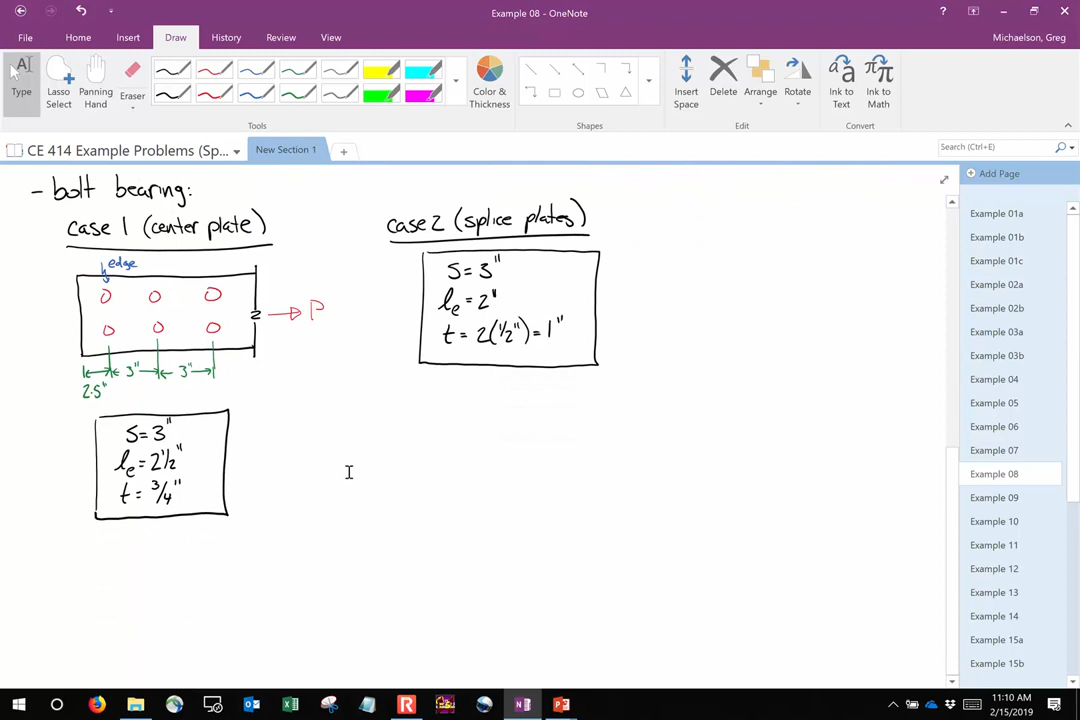 Example 08 - OneNote
Michaelson, Greg
File Home Insert Draw History Review View
Type
Lasso Select
Panning Hand
Eraser
Color & Thickness
Insert Space
Delete
Arrange
Rotate
Ink to Text
Ink to Math
Tools
Shapes
Edit
Convert
CE 414 Example Problems (Sp...
New Section 1
Search (Ctrl+E)
Add Page
Example 01a
Example 01b
Example 01c
Example 02a
Example 02b
Example 03a
Example 03b
Example 04
Example 05
Example 06
Example 07
Example 08
Example 09
Example 10
Example 11
Example 12
Example 13
Example 14
Example 15a
Example 15b
- bolt bearing:
case 1 (center plate)
edge
P
3" 3"
2.5"
S = 3"
le = 2 1/2"
t = 3/4"
case 2 (splice plates)
S = 3"
le = 2"
t = 2(1/2") = 1"
11:10 AM
2/15/2019